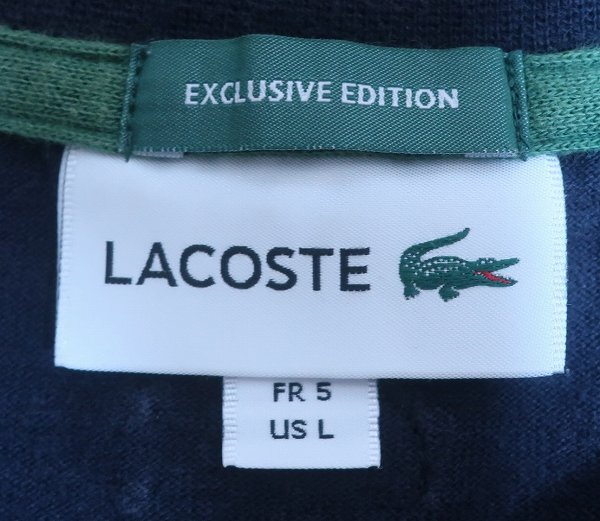 EXCLUSIVE EDITION
LACOSTE
FR 5
US L